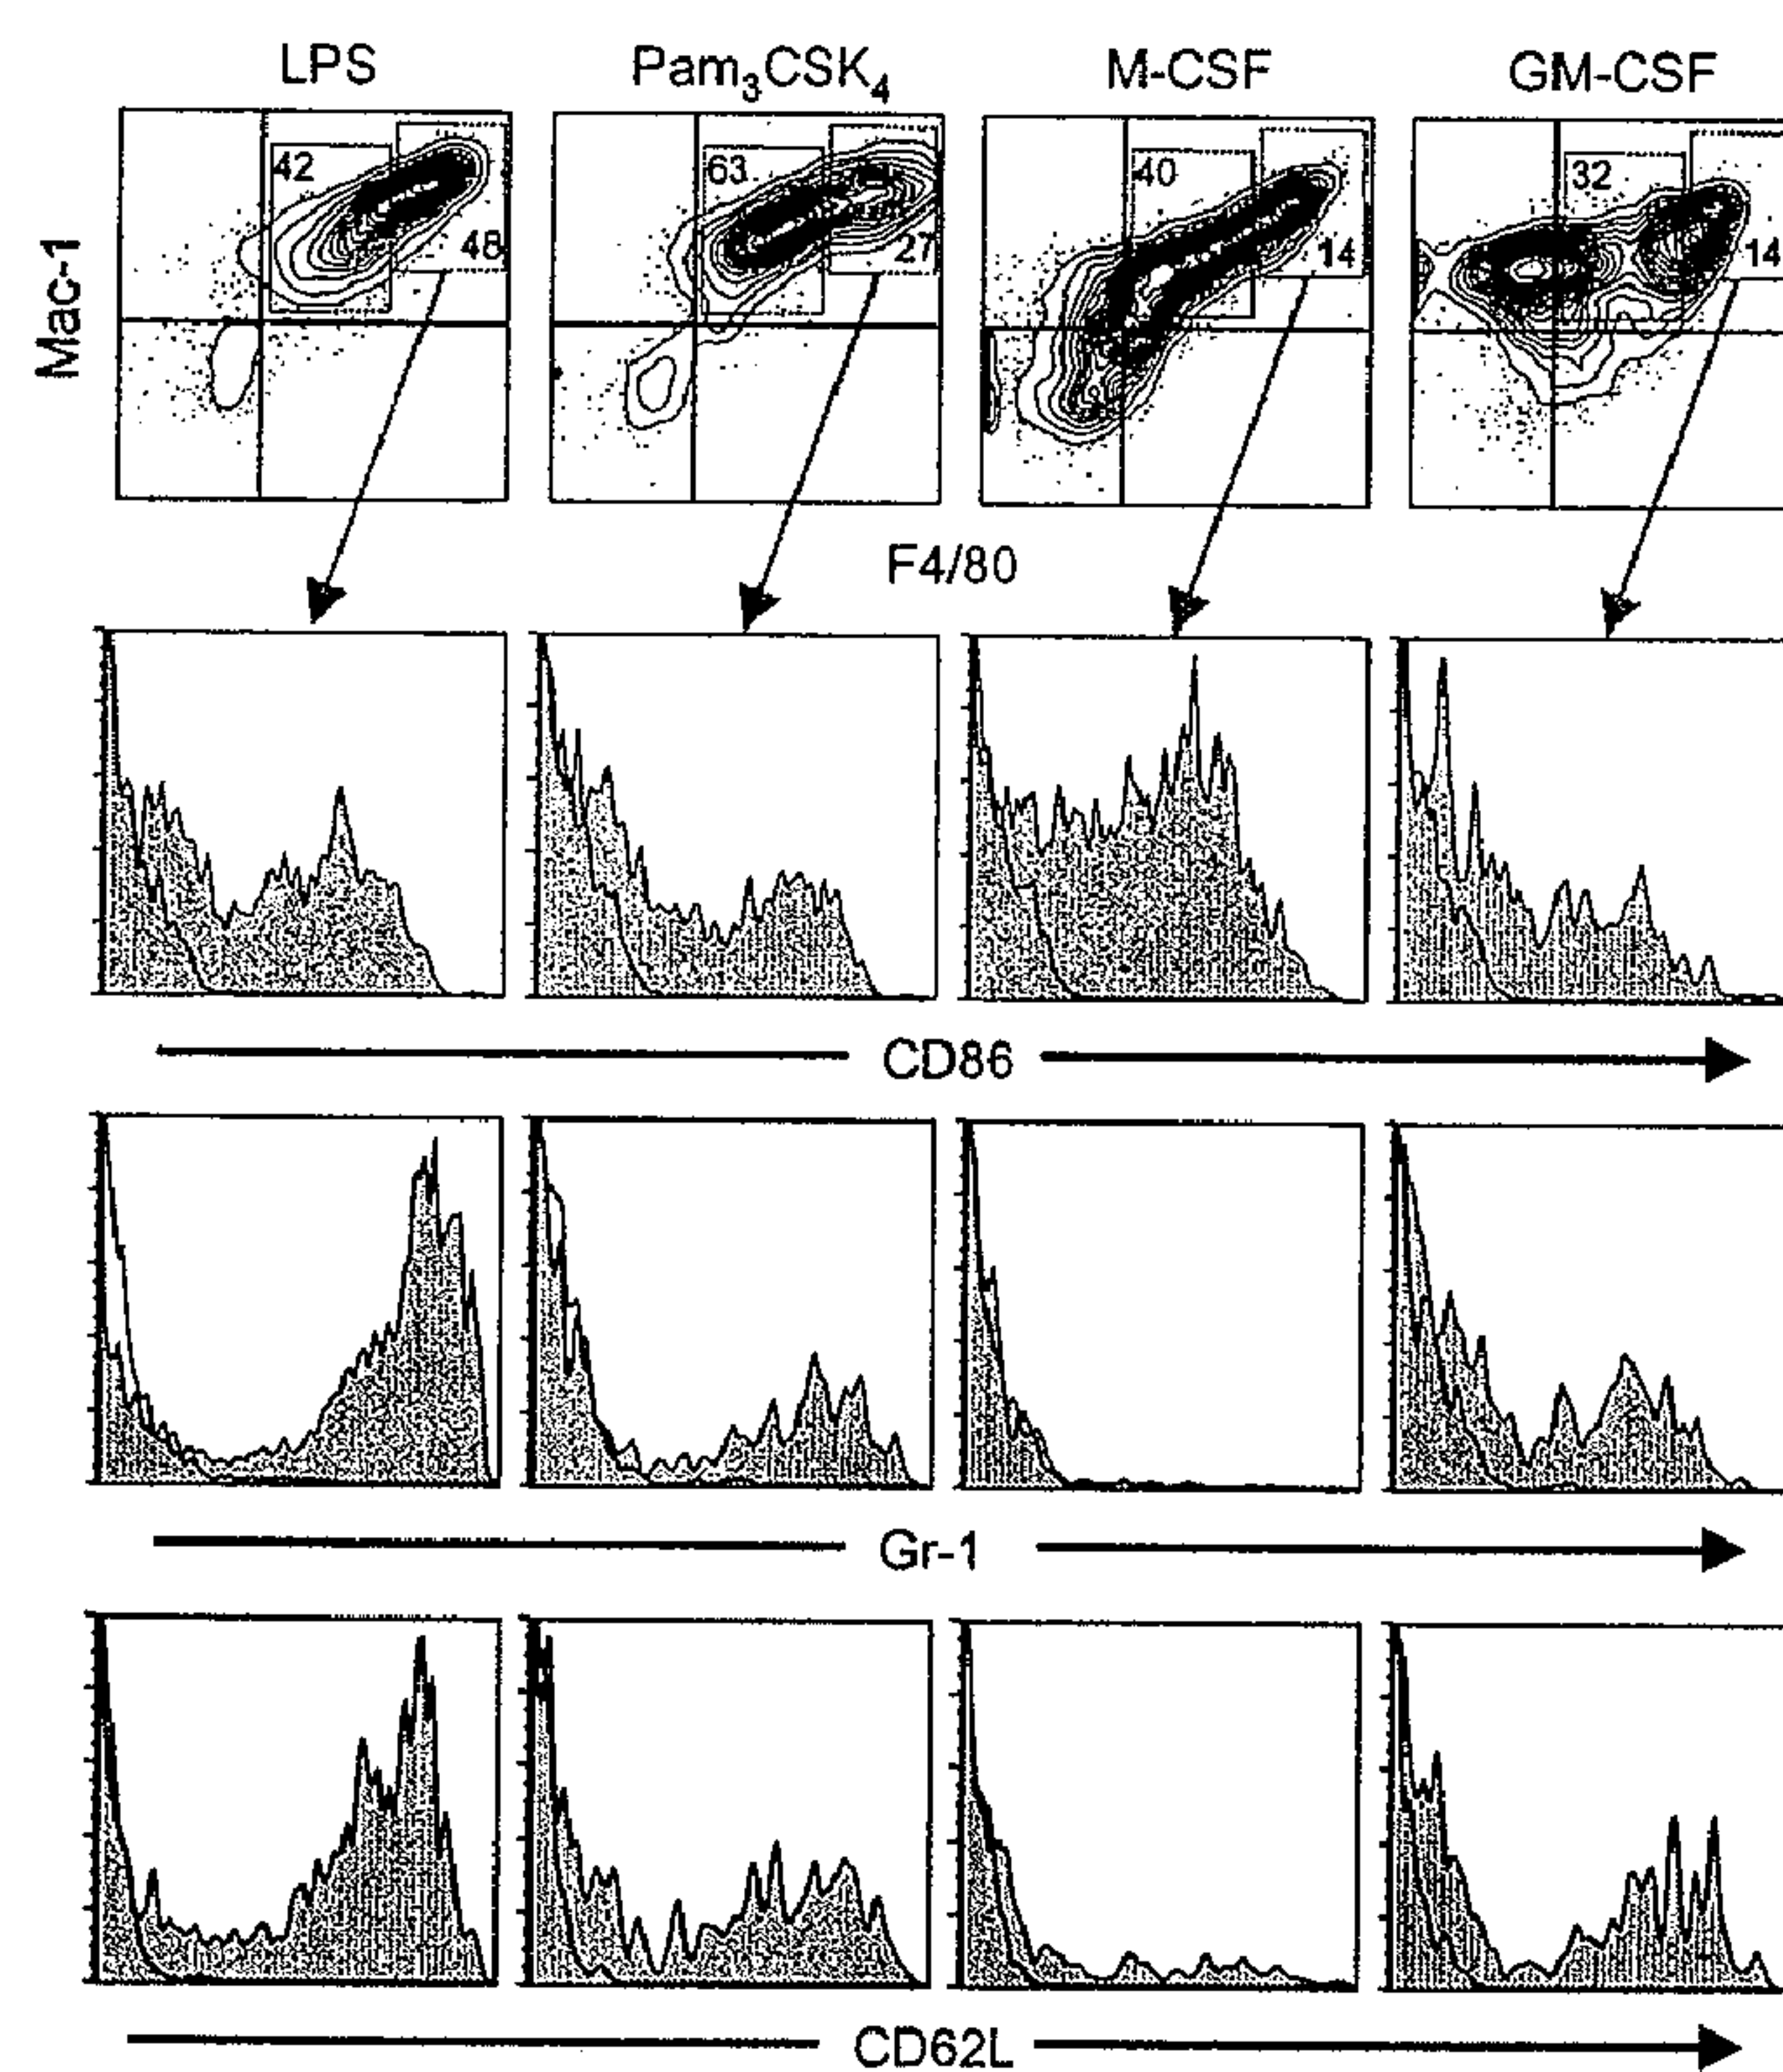 LPS Pam3CSK4 M-CSF GM-CSF
42 63 40 32
48 27 14 14
Mac-1
F4/80
CD86
Gr-1
CD62L